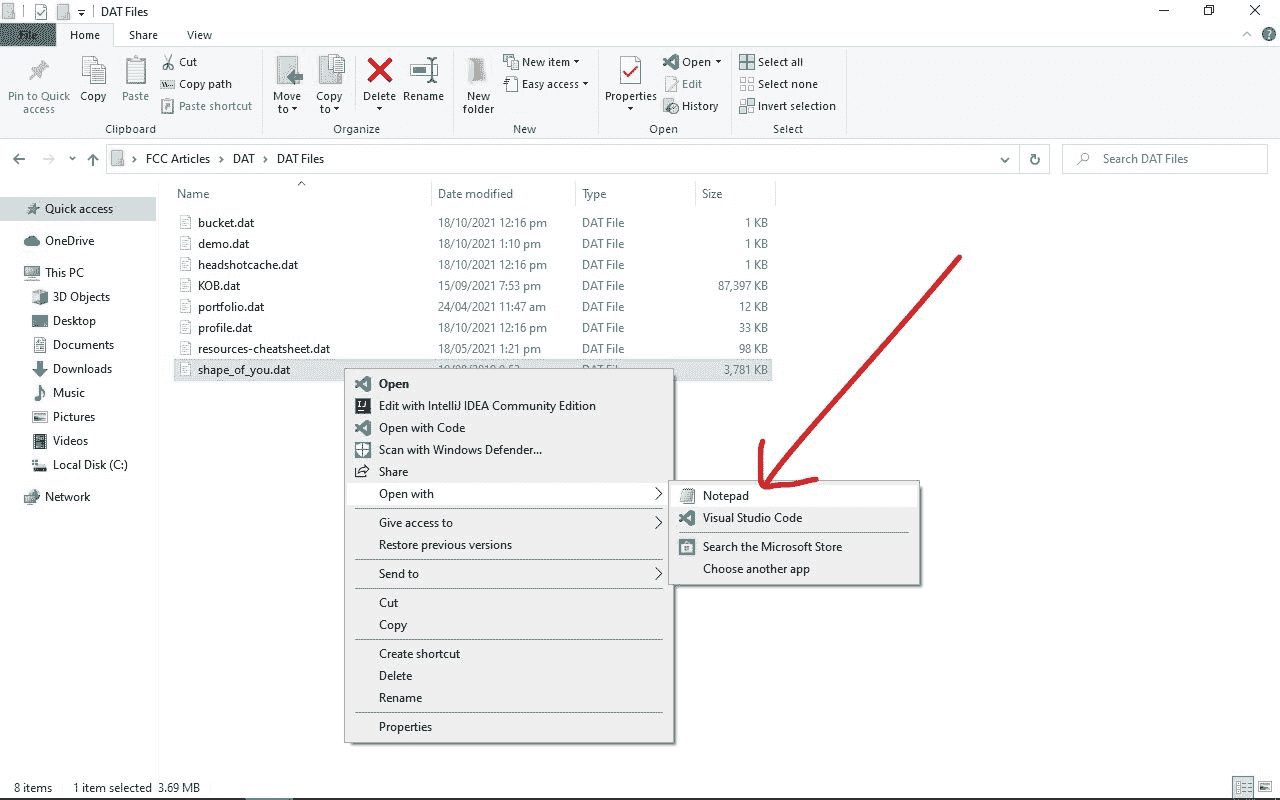 DAT Files
File Home Share View
Pin to Quick access
Copy
Paste
Cut
Copy path
Paste shortcut
Clipboard
Move to
Copy to
Delete
Rename
Organize
New folder
New item
Easy access
New
Properties
Open
Edit
History
Open
Select all
Select none
Invert selection
Select
FCC Articles > DAT > DAT Files
Search DAT Files
Quick access
OneDrive
This PC
3D Objects
Desktop
Documents
Downloads
Music
Pictures
Videos
Local Disk (C:)
Network
Name Date modified Type Size
bucket.dat 18/10/2021 12:16 pm DAT File 1 KB
demo.dat 18/10/2021 1:10 pm DAT File 1 KB
headshotcache.dat 18/10/2021 12:16 pm DAT File 1 KB
KOB.dat 15/09/2021 7:53 pm DAT File 87,397 KB
portfolio.dat 24/04/2021 11:47 am DAT File 12 KB
profile.dat 18/10/2021 12:16 pm DAT File 33 KB
resources-cheatsheet.dat 18/05/2021 1:21 pm DAT File 98 KB
shape_of_you.dat 3,781 KB
Open
Edit with IntelliJ IDEA Community Edition
Open with Code
Scan with Windows Defender...
Share
Open with
Give access to
Restore previous versions
Send to
Cut
Copy
Create shortcut
Delete
Rename
Properties
Notepad
Visual Studio Code
Search the Microsoft Store
Choose another app
8 items 1 item selected 3.69 MB